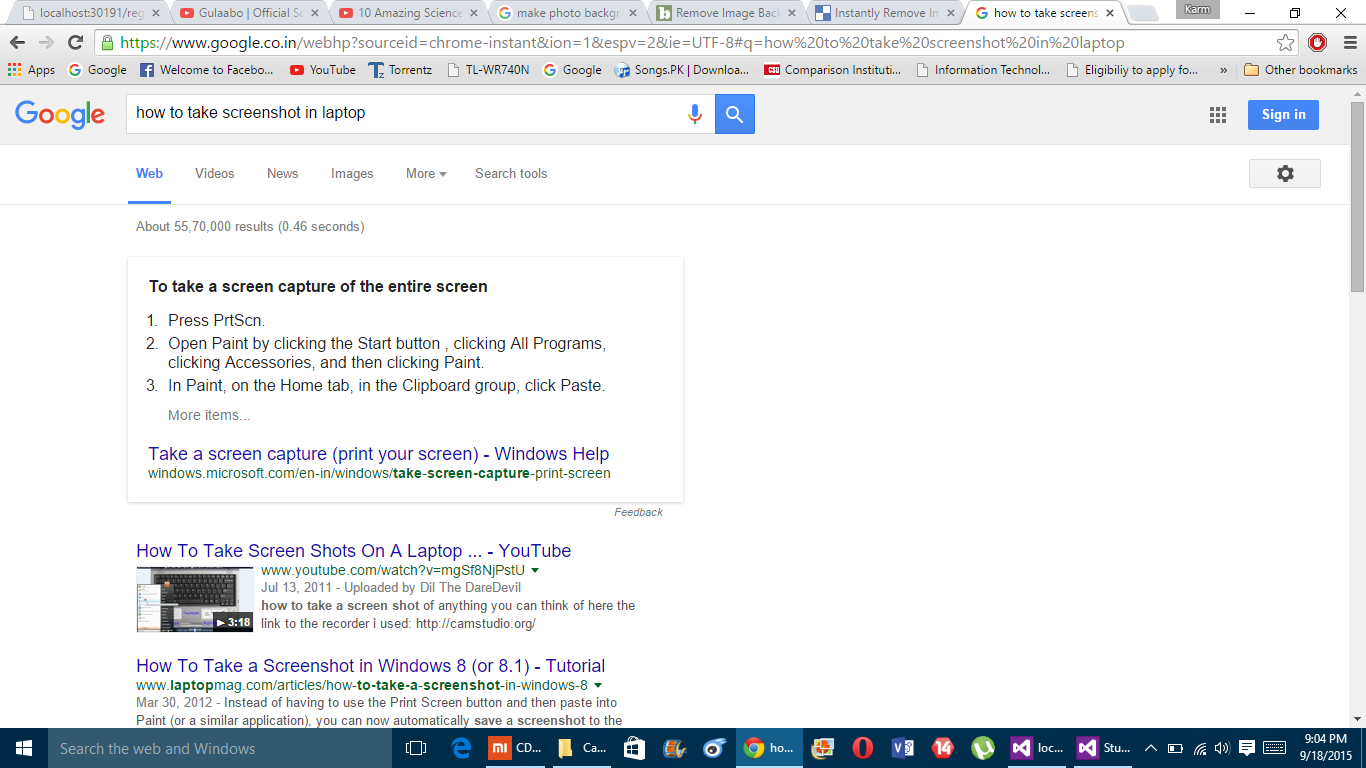 localhost:30191/reg
Gulaabo | Official So
10 Amazing Science
make photo backgr
Remove Image Back
Instantly Remove Im
how to take screens
Karm
https://www.google.co.in/webhp?sourceid=chrome-instant&ion=1&espv=2&ie=UTF-8#q=how%20to%20take%20screenshot%20in%20laptop
Apps
Google
Welcome to Facebo...
YouTube
Torrentz
TL-WR740N
Google
Songs.PK | Downloa...
Comparison Instituti...
Information Technol...
Eligibiliy to apply fo...
»
Other bookmarks
Google
how to take screenshot in laptop
Sign in
Web
Videos
News
Images
More
Search tools
About 55,70,000 results (0.46 seconds)
To take a screen capture of the entire screen
1. Press PrtScn.
2. Open Paint by clicking the Start button , clicking All Programs,
clicking Accessories, and then clicking Paint.
3. In Paint, on the Home tab, in the Clipboard group, click Paste.
More items...
Take a screen capture (print your screen) - Windows Help
windows.microsoft.com/en-in/windows/take-screen-capture-print-screen
Feedback
How To Take Screen Shots On A Laptop ... - YouTube
www.youtube.com/watch?v=mgSf8NjPstU
Jul 13, 2011 - Uploaded by Dil The DareDevil
how to take a screen shot of anything you can think of here the
link to the recorder i used: http://camstudio.org/
3:18
How To Take a Screenshot in Windows 8 (or 8.1) - Tutorial
www.laptopmag.com/articles/how-to-take-a-screenshot-in-windows-8
Mar 30, 2012 - Instead of having to use the Print Screen button and then paste into
Paint (or a similar application), you can now automatically save a screenshot to the
Search the web and Windows
CD...
Ca...
ho...
14
loc...
Stu...
9:04 PM
9/18/2015